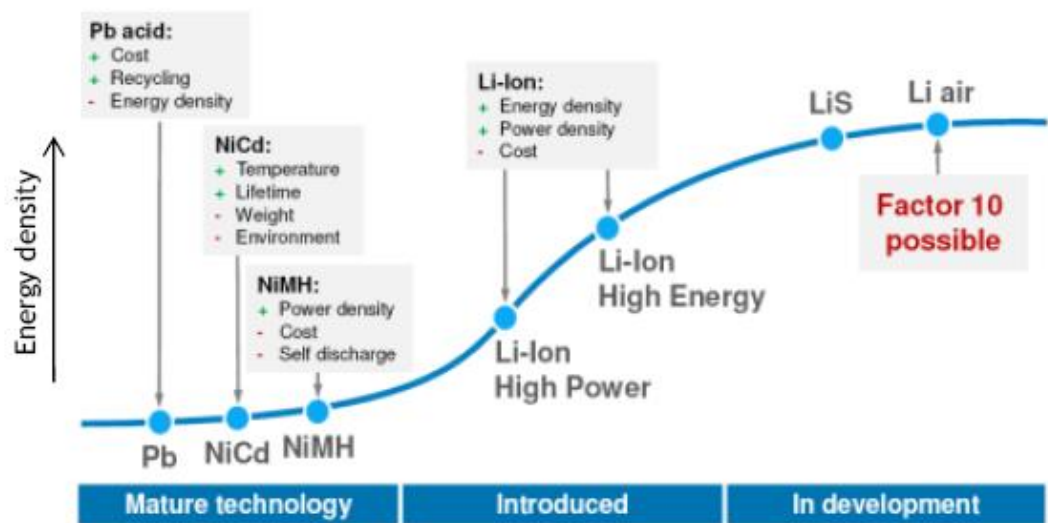 Pb acid:
+ Cost
+ Recycling
- Energy density
NiCd:
+ Temperature
+ Lifetime
- Weight
- Environment
NiMH:
+ Power density
- Cost
- Self discharge
Li-Ion:
+ Energy density
+ Power density
- Cost
LiS
Li air
Factor 10
possible
Energy density
Li-Ion
High Energy
Li-Ion
High Power
Pb
NiCd
NiMH
Mature technology
Introduced
In development